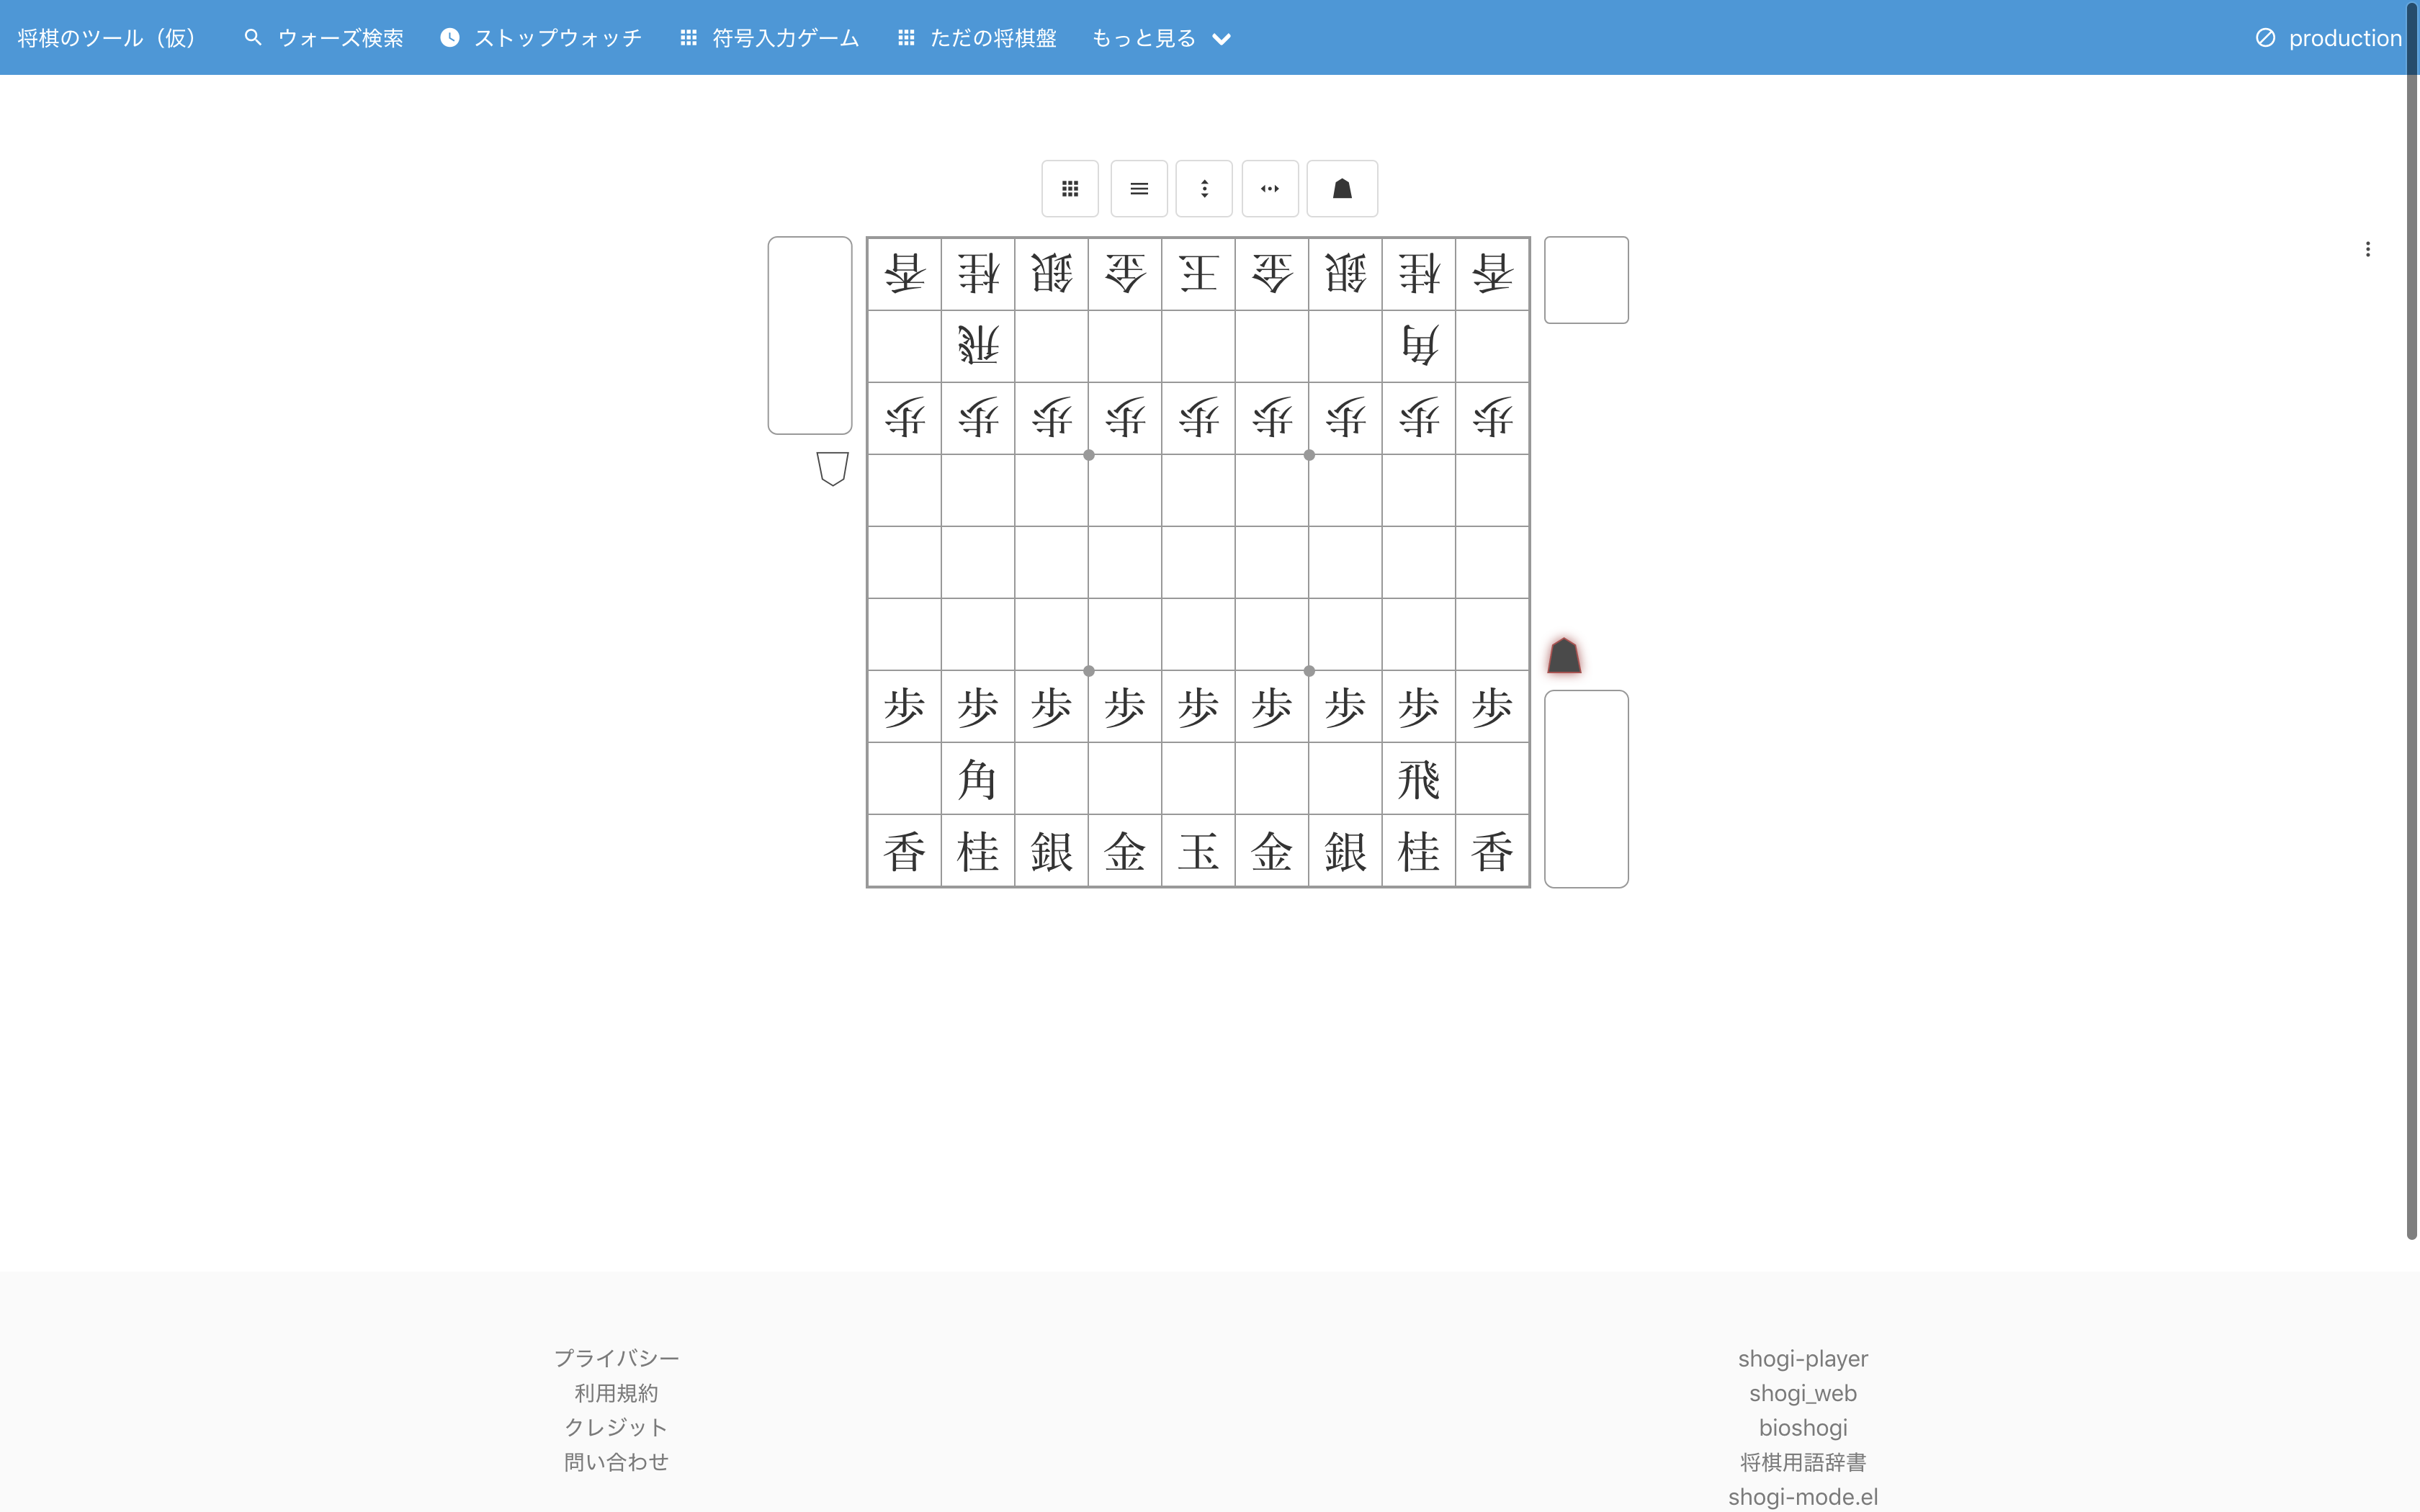 将棋のツール（仮） ウォーズ検索 ストップウォッチ 符号入力ゲーム ただの将棋盤 もっと見る production
香桂銀金王金銀桂香
飛角
歩歩歩歩歩歩歩歩歩
歩歩歩歩歩歩歩歩歩
角飛
香桂銀金玉金銀桂香
プライバシー
利用規約
クレジット
問い合わせ
shogi-player
shogi_web
bioshogi
将棋用語辞書
shogi-mode.el